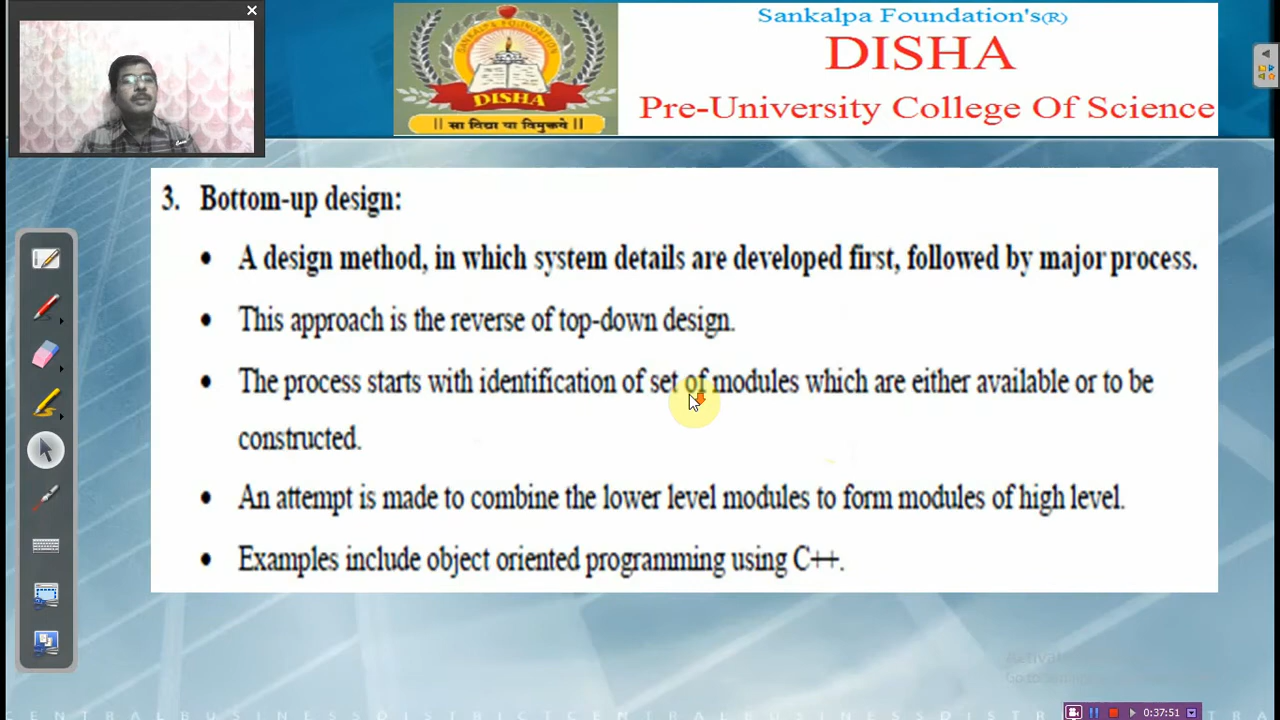 Sankalpa Foundation's(R)
DISHA
Pre-University College Of Science
SANKALPA FOUNDATION
DISHA
|| सा विद्या या विमुक्तये ||
3. Bottom-up design:
• A design method, in which system details are developed first, followed by major process.
• This approach is the reverse of top-down design.
• The process starts with identification of set of modules which are either available or to be
constructed.
• An attempt is made to combine the lower level modules to form modules of high level.
• Examples include object oriented programming using C++.
0:37:51